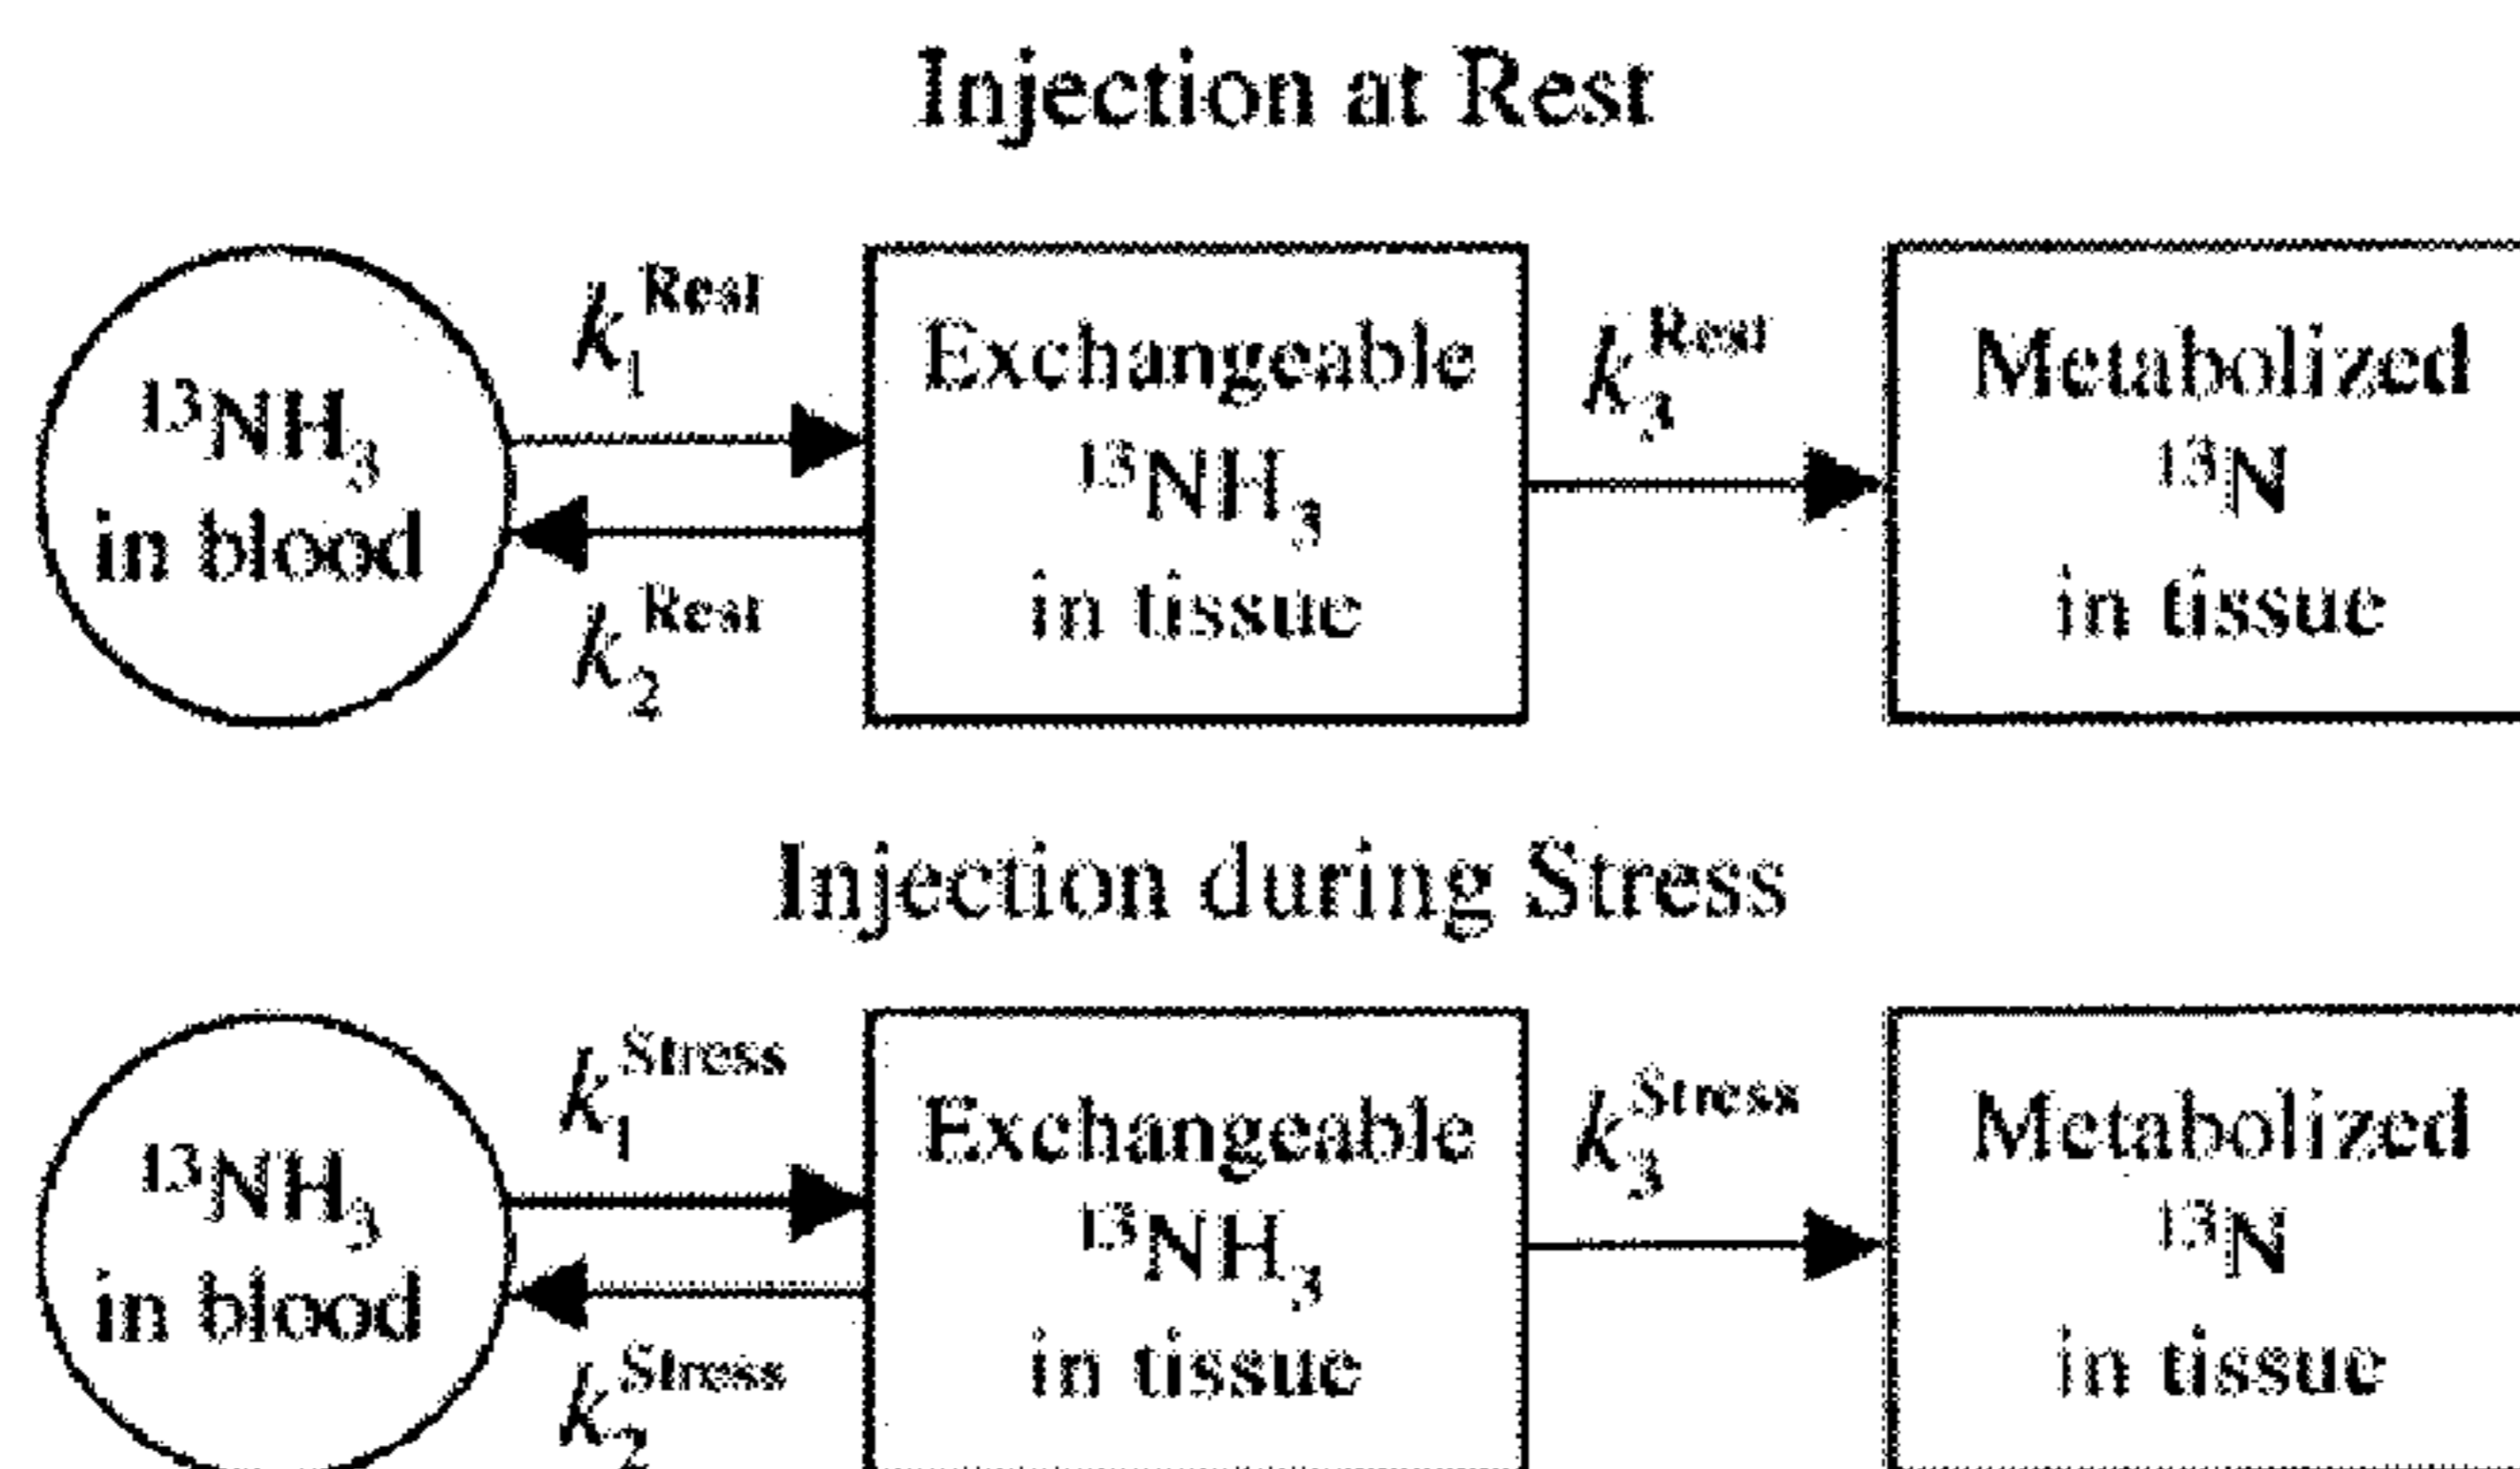 Injection at Rest
k₁^Rest
k₃^Rest
¹³NH₃
in blood
Exchangeable
¹³NH₃
in tissue
Metabolized
¹³N
in tissue
k₂^Rest
Injection during Stress
k₁^Stress
k₃^Stress
¹³NH₃
in blood
Exchangeable
¹³NH₃
in tissue
Metabolized
¹³N
in tissue
k₂^Stress